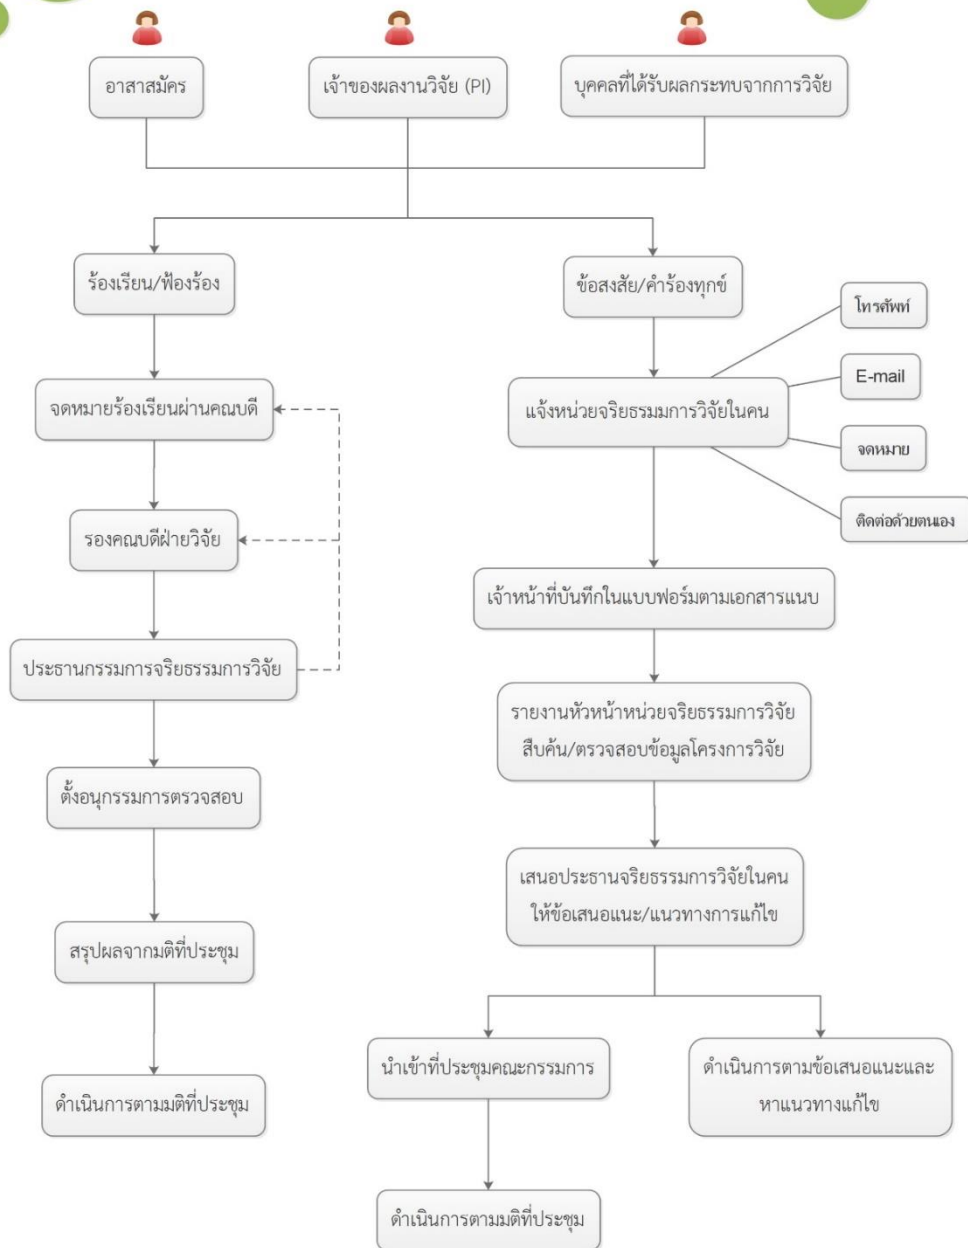 อาสาสมัคร
เจ้าของผลงานวิจัย (PI)
บุคคลที่ได้รับผลกระทบจากการวิจัย
ร้องเรียน/ฟ้องร้อง
ข้อสงสัย/คำร้องทุกข์
โทรศัพท์
จดหมายร้องเรียนผ่านคณบดี
แจ้งหน่วยจริยธรมมการวิจัยในคน
E-mail
จดหมาย
รองคณบดีฝ่ายวิจัย
ติดต่อด้วยตนเอง
เจ้าหน้าที่บันทึกในแบบฟอร์มตามเอกสารแนบ
ประธานกรรมการจริยธรรมการวิจัย
รายงานหัวหน้าหน่วยจริยธรรมการวิจัย
สืบค้น/ตรวจสอบข้อมูลโครงการวิจัย
ตั้งอนุกรรมการตรวจสอบ
เสนอประธานจริยธรรมการวิจัยในคน
ให้ข้อเสนอแนะ/แนวทางการแก้ไข
สรุปผลจากมติที่ประชุม
นำเข้าที่ประชุมคณะกรรมการ
ดำเนินการตามข้อเสนอแนะและ
หาแนวทางแก้ไข
ดำเนินการตามมติที่ประชุม
ดำเนินการตามมติที่ประชุม